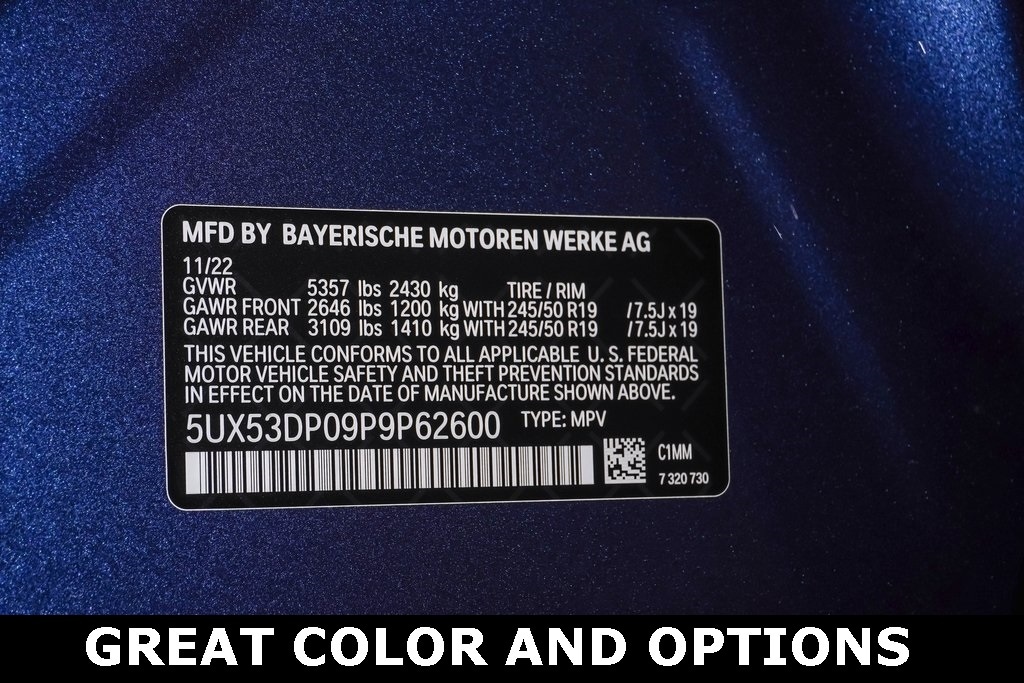 MFD BY BAYERISCHE MOTOREN WERKE AG
11/22
GVWR 5357 lbs 2430 kg TIRE / RIM
GAWR FRONT 2646 lbs 1200 kg WITH 245/50 R19 / 7.5J x 19
GAWR REAR 3109 lbs 1410 kg WITH 245/50 R19 / 7.5J x 19
THIS VEHICLE CONFORMS TO ALL APPLICABLE U. S. FEDERAL
MOTOR VEHICLE SAFETY AND THEFT PREVENTION STANDARDS
IN EFFECT ON THE DATE OF MANUFACTURE SHOWN ABOVE.
5UX53DP09P9P62600 TYPE: MPV
C1MM
7 320 730
GREAT COLOR AND OPTIONS